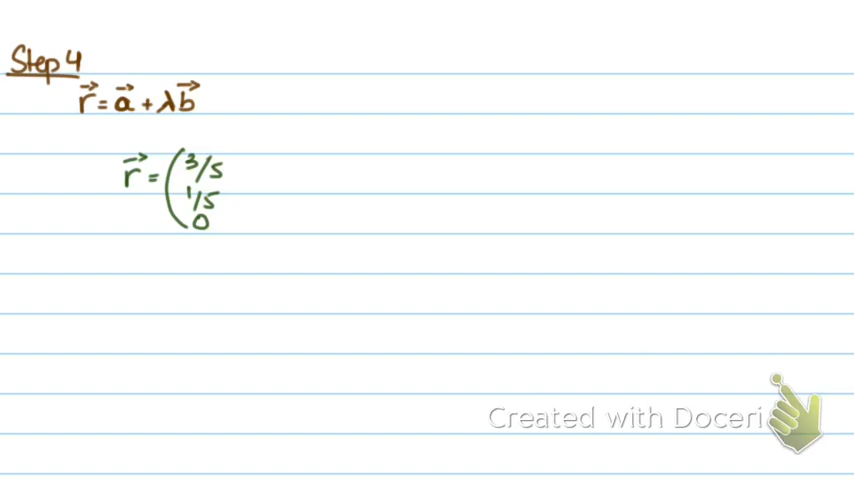 Step 4
r⃗ = a⃗ + λb⃗
r⃗ = ( 3/5
1/5
0
Created with Doceri